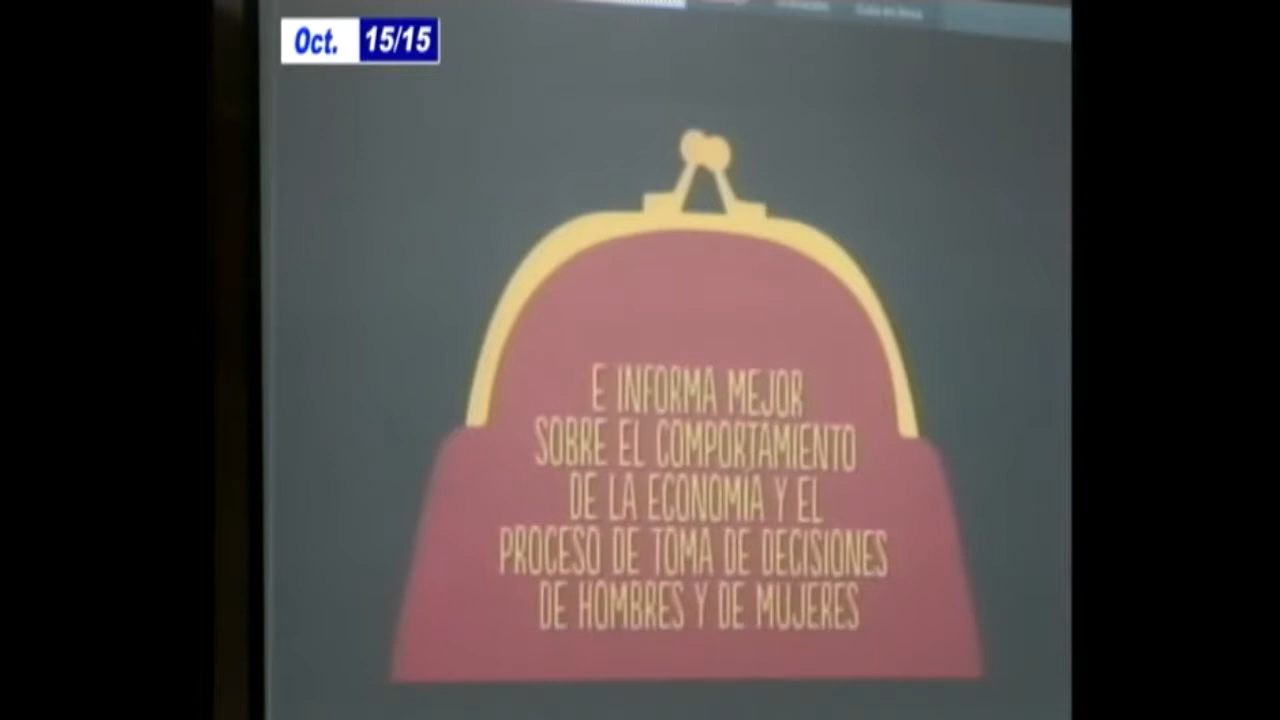 Oct. 15/15
E INFORMA MEJOR
SOBRE EL COMPORTAMIENTO
DE LA ECONOMÍA Y EL
PROCESO DE TOMA DE DECISIONES
DE HOMBRES Y DE MUJERES